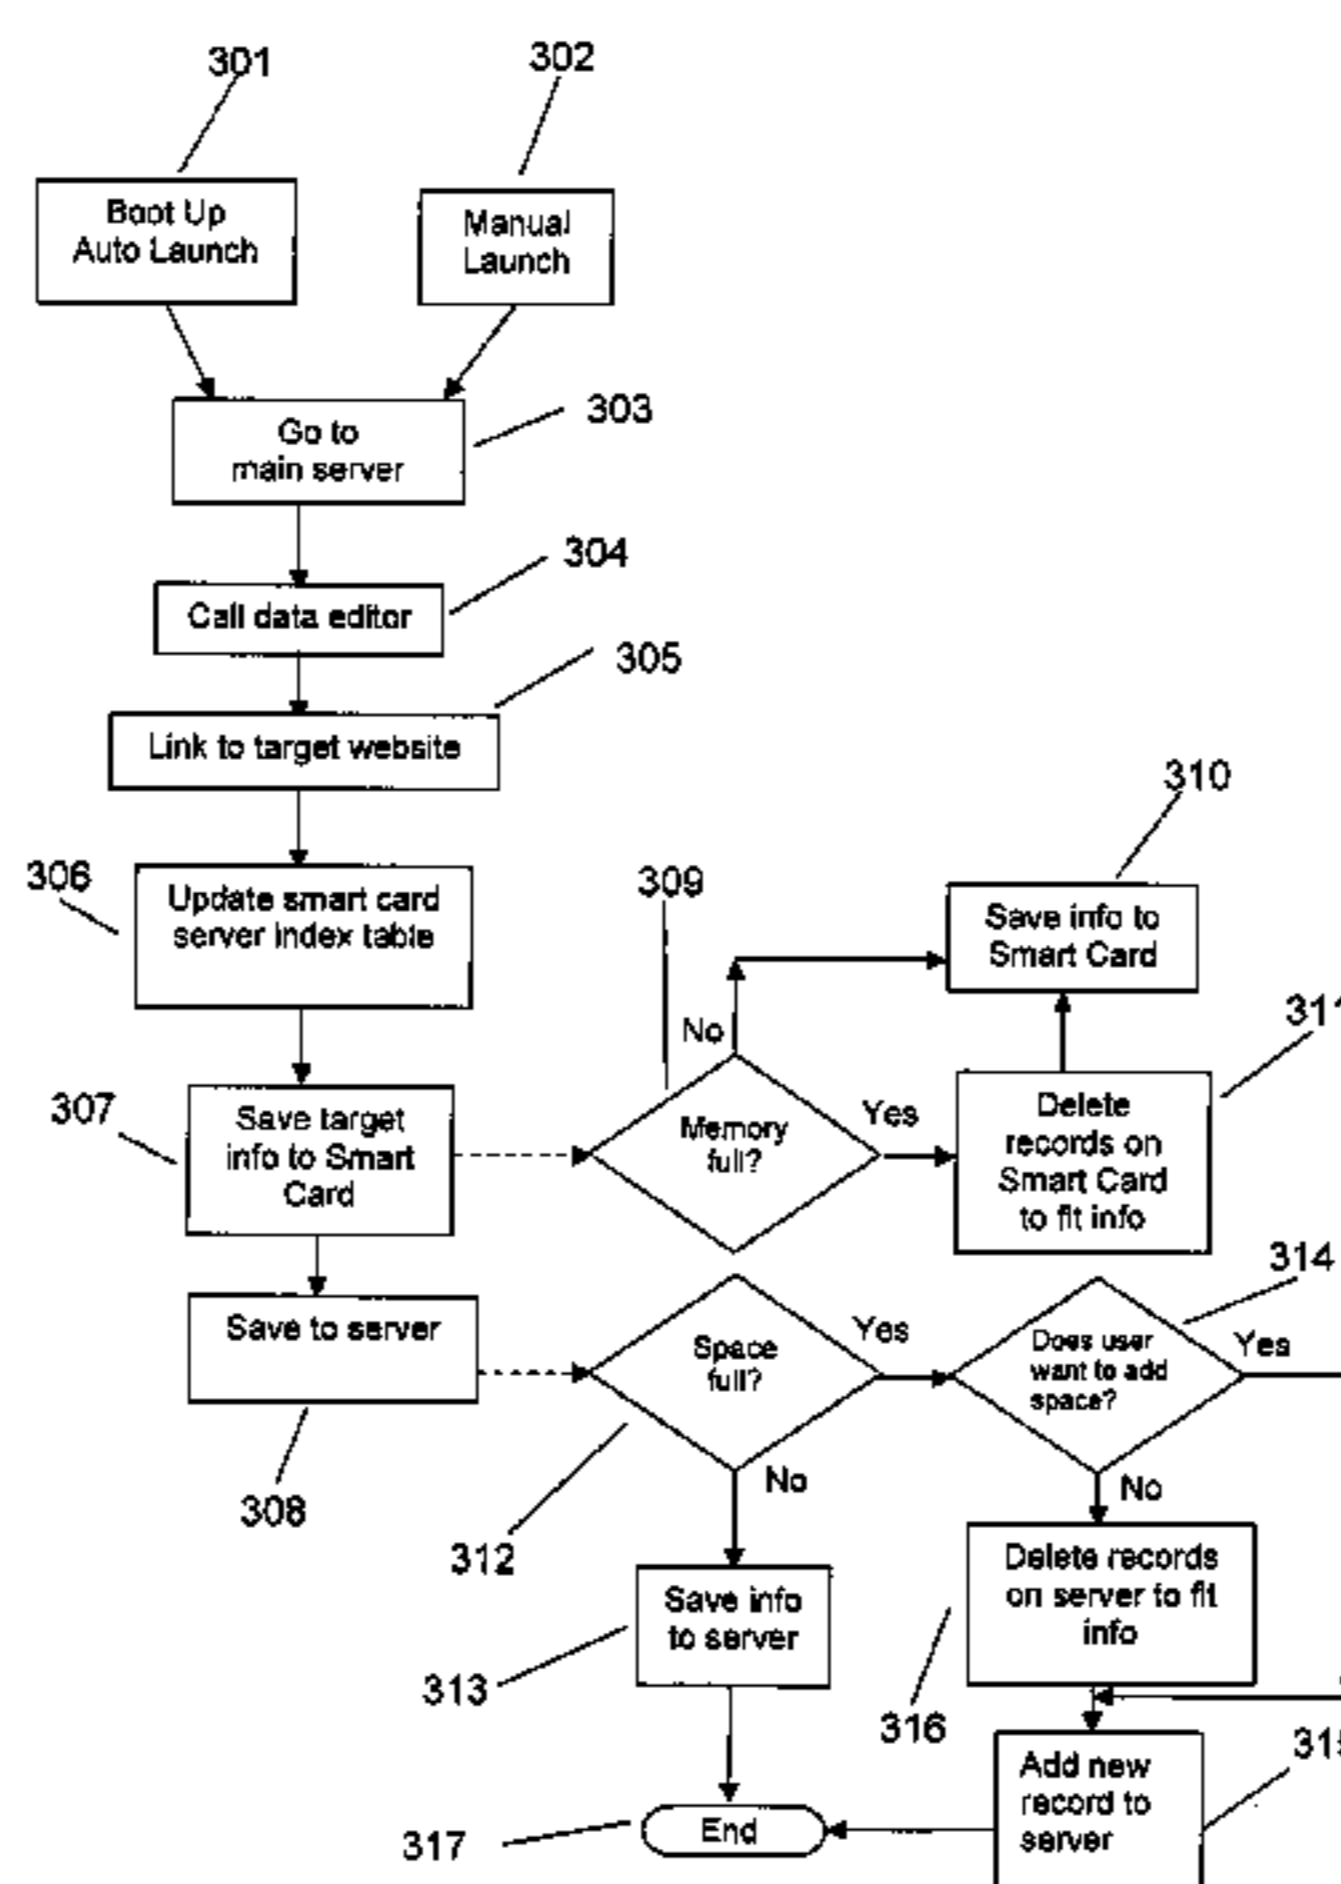 301
302
Boot Up
Auto Launch
Manual
Launch
303
Go to
main server
304
Call data editor
305
Link to target website
306
Update smart card
server index table
307
Save target
info to Smart
Card
308
Save to server
309
Memory
full?
No
Yes
310
Save info to
Smart Card
Delete
records on
Smart Card
to fit info
312
Space
full?
Yes
No
313
Save info
to server
314
Does user
want to add
space?
Yes
No
316
Delete records
on server to fit
info
Add new
record to
server
317
End